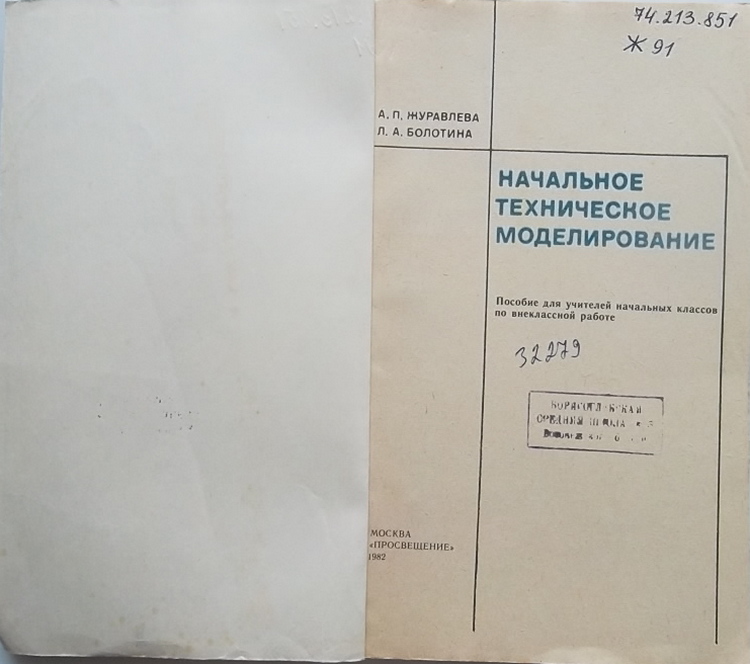 74.213.851
Ж 91
А. П. ЖУРАВЛЕВА
Л. А. БОЛОТИНА
НАЧАЛЬНОЕ
ТЕХНИЧЕСКОЕ
МОДЕЛИРОВАНИЕ
Пособие для учителей начальных классов
по внеклассной работе
32279
СРЕДНЯЯ
МОСКВА
«ПРОСВЕЩЕНИЕ»
1982